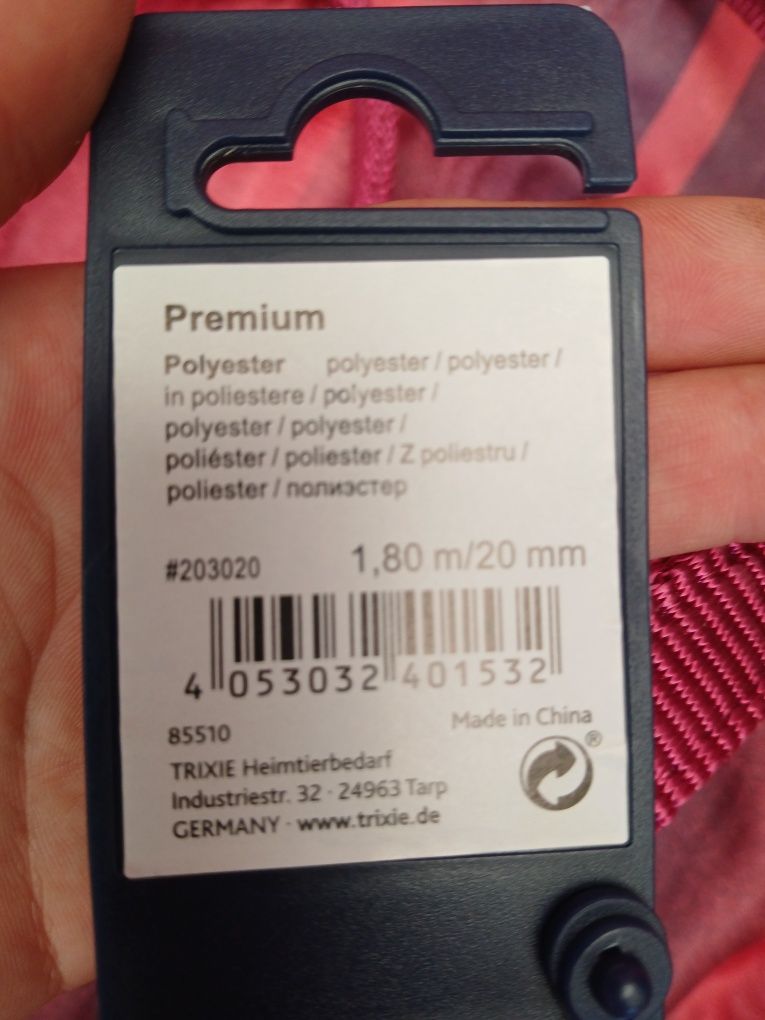 Premium
Polyester polyester / polyester /
in poliestere / polyester /
polyester / polyester /
poliéster / poliester / Z poliestru /
poliester / полиэстер
#203020 1,80 m/20 mm
4 053032 401532
85510 Made in China
TRIXIE Heimtierbedarf
Industriestr. 32 · 24963 Tarp
GERMANY · www.trixie.de
®